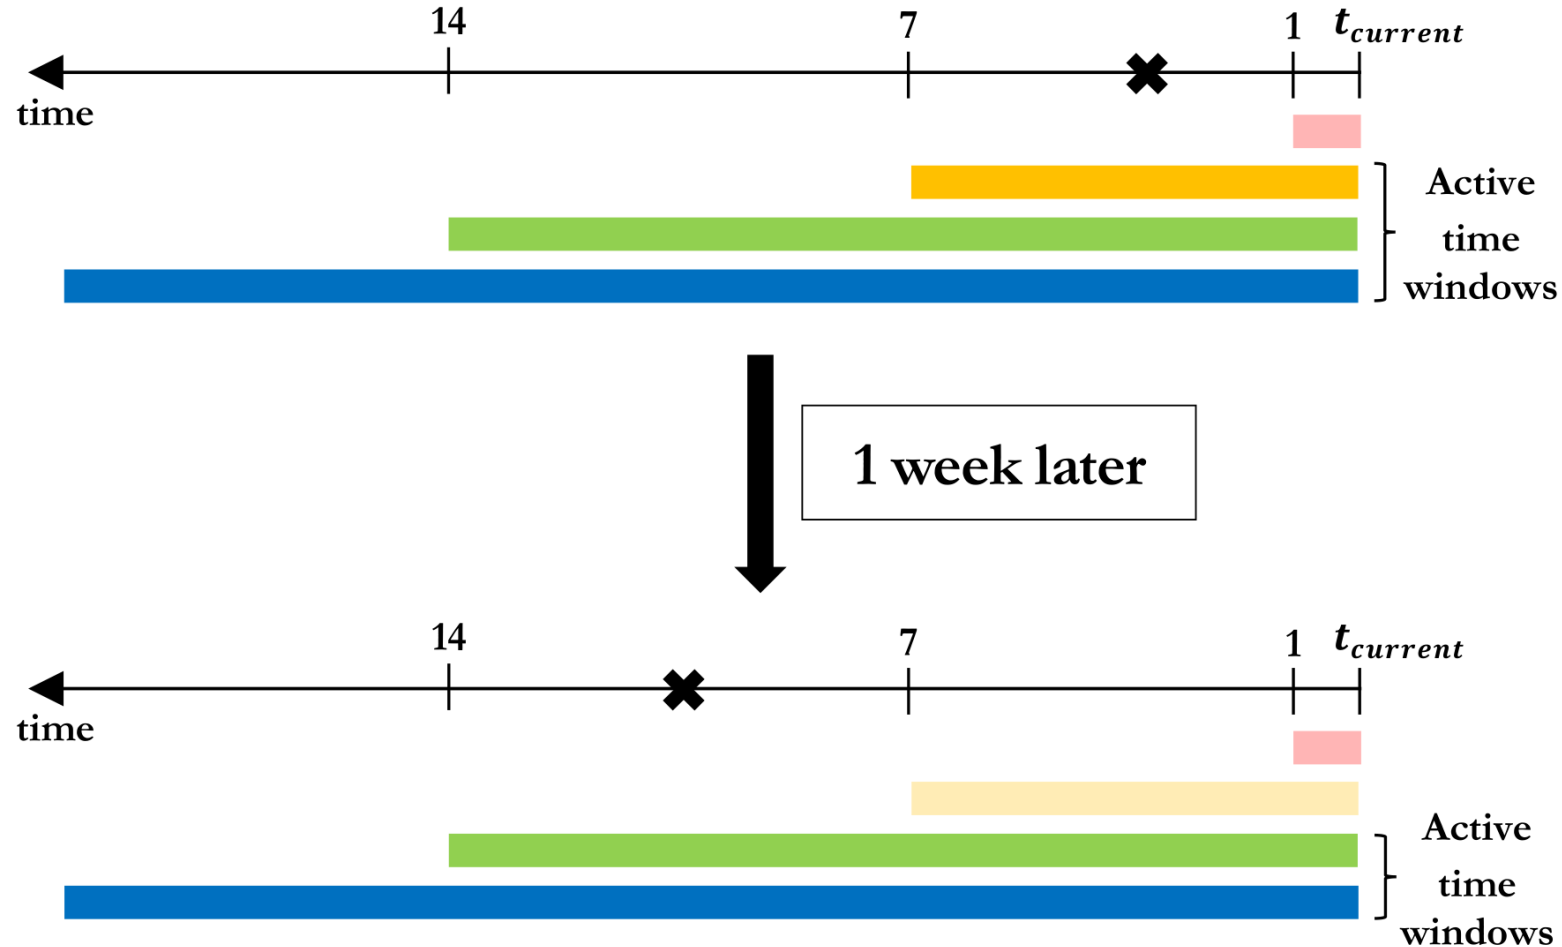 14 7 1 t_current
time
Active
time
windows
1 week later
14 7 1 t_current
time
Active
time
windows